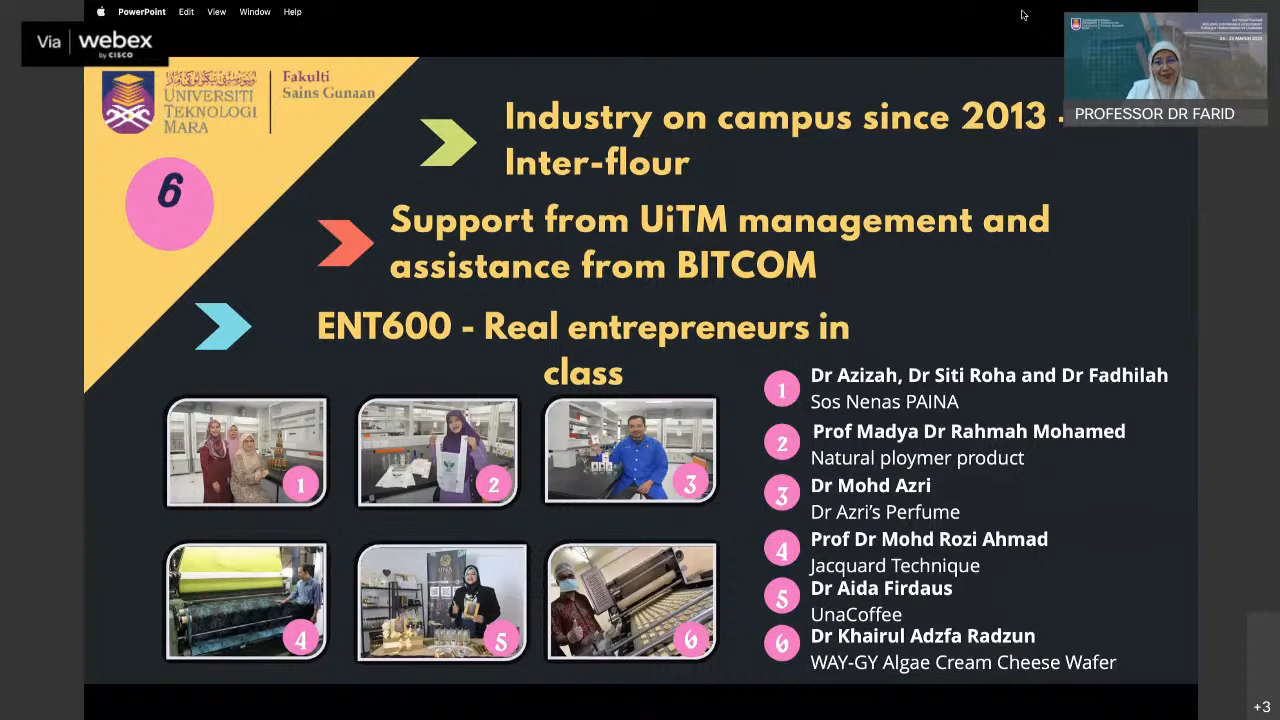 PowerPoint Edit View Window Help
Via webex
by CISCO
UNIVERSITI
TEKNOLOGI
MARA
Fakulti
Sains Gunaan
6
Industry on campus since 2013 -
Inter-flour
Support from UiTM management and
assistance from BITCOM
ENT600 - Real entrepreneurs in
class
PROFESSOR DR FARID
1
2
3
4
UNA
5
6
1 Dr Azizah, Dr Siti Roha and Dr Fadhilah
Sos Nenas PAINA
2 Prof Madya Dr Rahmah Mohamed
Natural ploymer product
3 Dr Mohd Azri
Dr Azri's Perfume
4 Prof Dr Mohd Rozi Ahmad
Jacquard Technique
5 Dr Aida Firdaus
UnaCoffee
6 Dr Khairul Adzfa Radzun
WAY-GY Algae Cream Cheese Wafer
+3